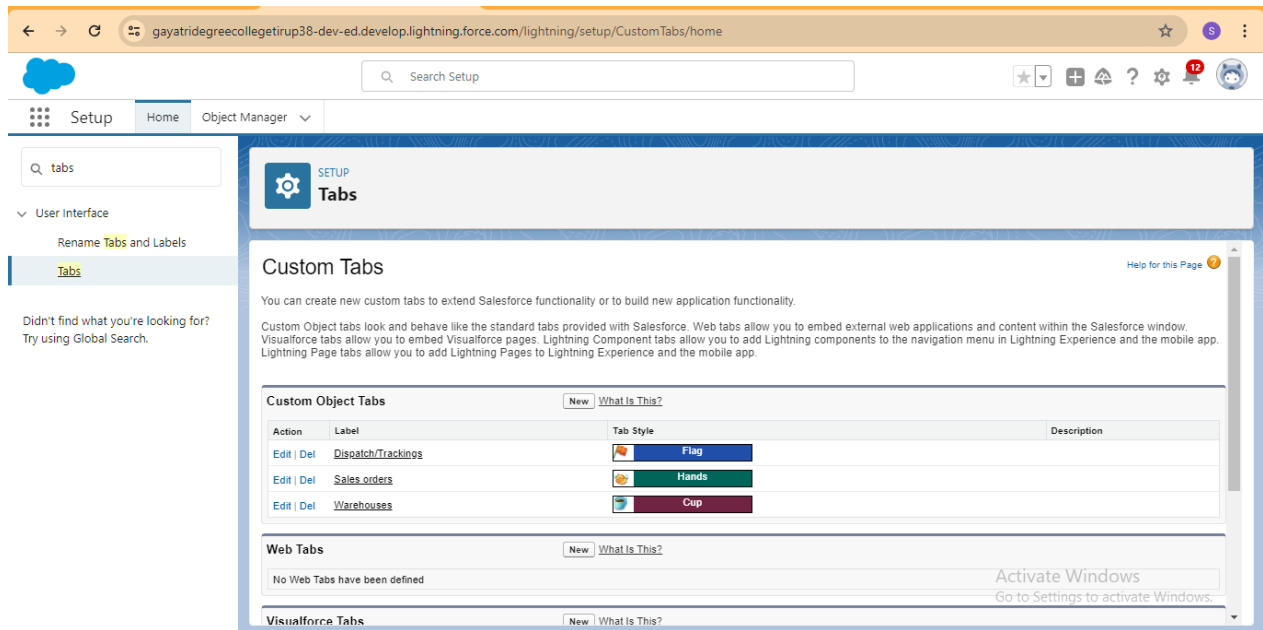 gayatridegreecollegetirup38-dev-ed.develop.lightning.force.com/lightning/setup/CustomTabs/home
S
Search Setup
12
Setup
Home
Object Manager
tabs
User Interface
Rename Tabs and Labels
Tabs
Didn't find what you're looking for?
Try using Global Search.
SETUP
Tabs
Custom Tabs
Help for this Page
You can create new custom tabs to extend Salesforce functionality or to build new application functionality.
Custom Object tabs look and behave like the standard tabs provided with Salesforce. Web tabs allow you to embed external web applications and content within the Salesforce window.
Visualforce tabs allow you to embed Visualforce pages. Lightning Component tabs allow you to add Lightning components to the navigation menu in Lightning Experience and the mobile app.
Lightning Page tabs allow you to add Lightning Pages to Lightning Experience and the mobile app.
Custom Object Tabs New What Is This?
Action Label Tab Style Description
Edit | Del Dispatch/Trackings Flag
Edit | Del Sales orders Hands
Edit | Del Warehouses Cup
Web Tabs New What Is This?
No Web Tabs have been defined
Activate Windows
Go to Settings to activate Windows.
Visualforce Tabs New What Is This?